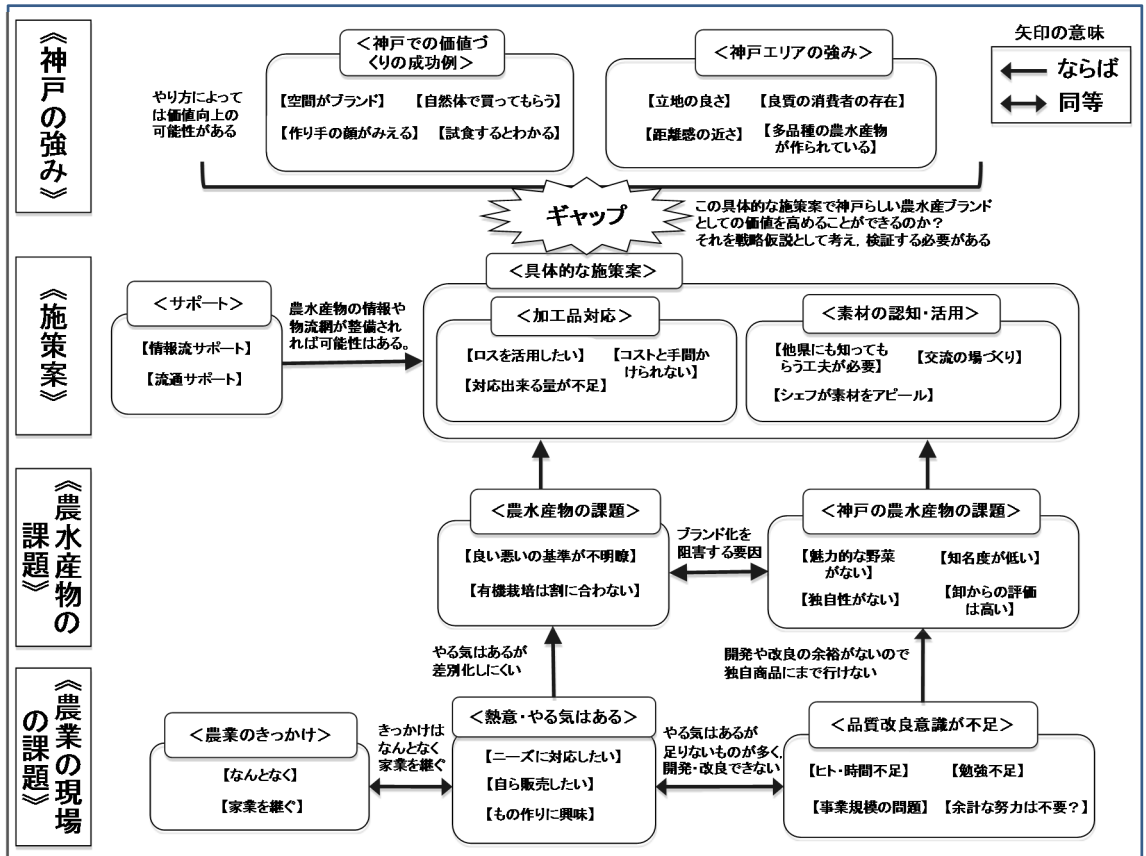 《神戸の強み》
やり方によって
は価値向上の
可能性がある
＜神戸での価値づ
くりの成功例＞
【空間がブランド】
【自然体で買ってもらう】
【作り手の顔がみえる】
【試食するとわかる】
＜神戸エリアの強み＞
【立地の良さ】
【良質の消費者の存在】
【距離感の近さ】
【多品種の農水産物
が作られている】
矢印の意味
ならば
同等
ギャップ
この具体的な施策案で神戸らしい農水産ブランド
としての価値を高めることができるのか？
それを戦略仮説として考え，検証する必要がある
《施策案》
＜サポート＞
【情報流サポート】
【流通サポート】
農水産物の情報や
物流網が整備され
れば可能性はある。
＜具体的な施策案＞
＜加工品対応＞
【ロスを活用したい】
【コストと手間か
けられない】
【対応出来る量が不足】
＜素材の認知・活用＞
【他県にも知っても
らう工夫が必要】
【交流の場づくり】
【シェフが素材をアピール】
《農水産物の
課題》
＜農水産物の課題＞
【良い悪いの基準が不明瞭】
【有機栽培は割に合わない】
ブランド化を
阻害する要因
＜神戸の農水産物の課題＞
【魅力的な野菜
がない】
【知名度が低い】
【独自性がない】
【卸からの評価
は高い】
やる気はあるが
差別化しにくい
開発や改良の余裕がないので
独自商品にまで行けない
《農業の現場
の課題》
＜農業のきっかけ＞
【なんとなく】
【家業を継ぐ】
きっかけは
なんとなく
家業を継ぐ
＜熱意・やる気はある＞
【ニーズに対応したい】
【自ら販売したい】
【もの作りに興味】
やる気はあるが
足りないものが多く，
開発・改良できない
＜品質改良意識が不足＞
【ヒト・時間不足】
【勉強不足】
【事業規模の問題】
【余計な努力は不要？】